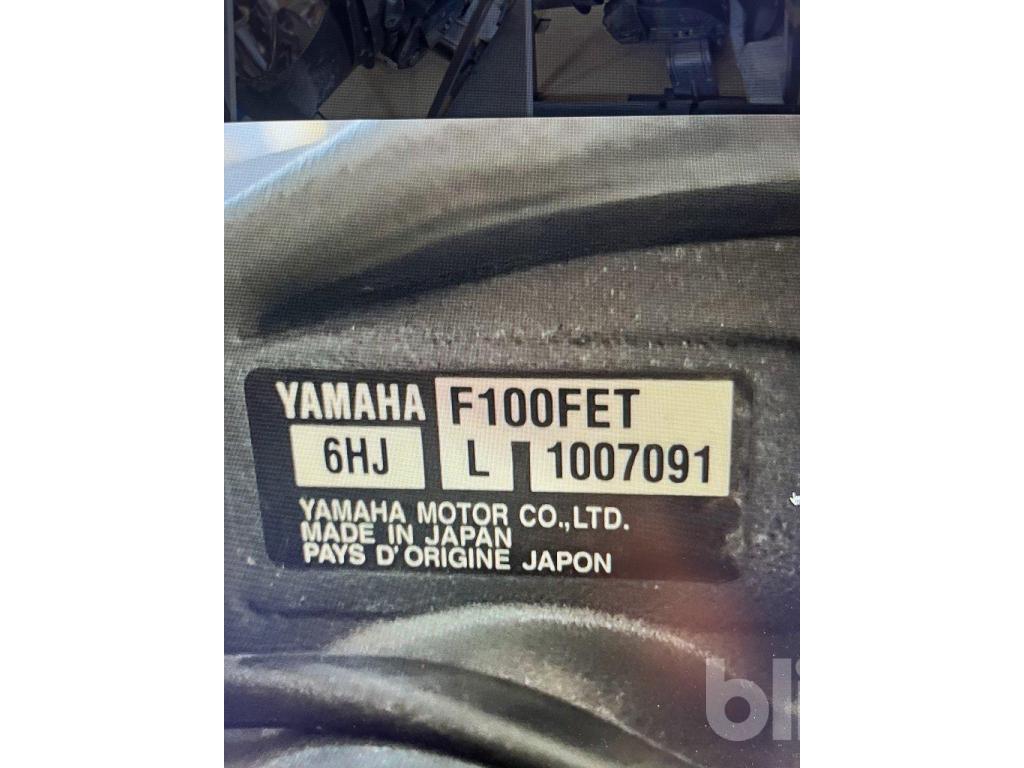 YAMAHA F100FET
6HJ L 1007091
YAMAHA MOTOR CO.,LTD.
MADE IN JAPAN
PAYS D'ORIGINE JAPON